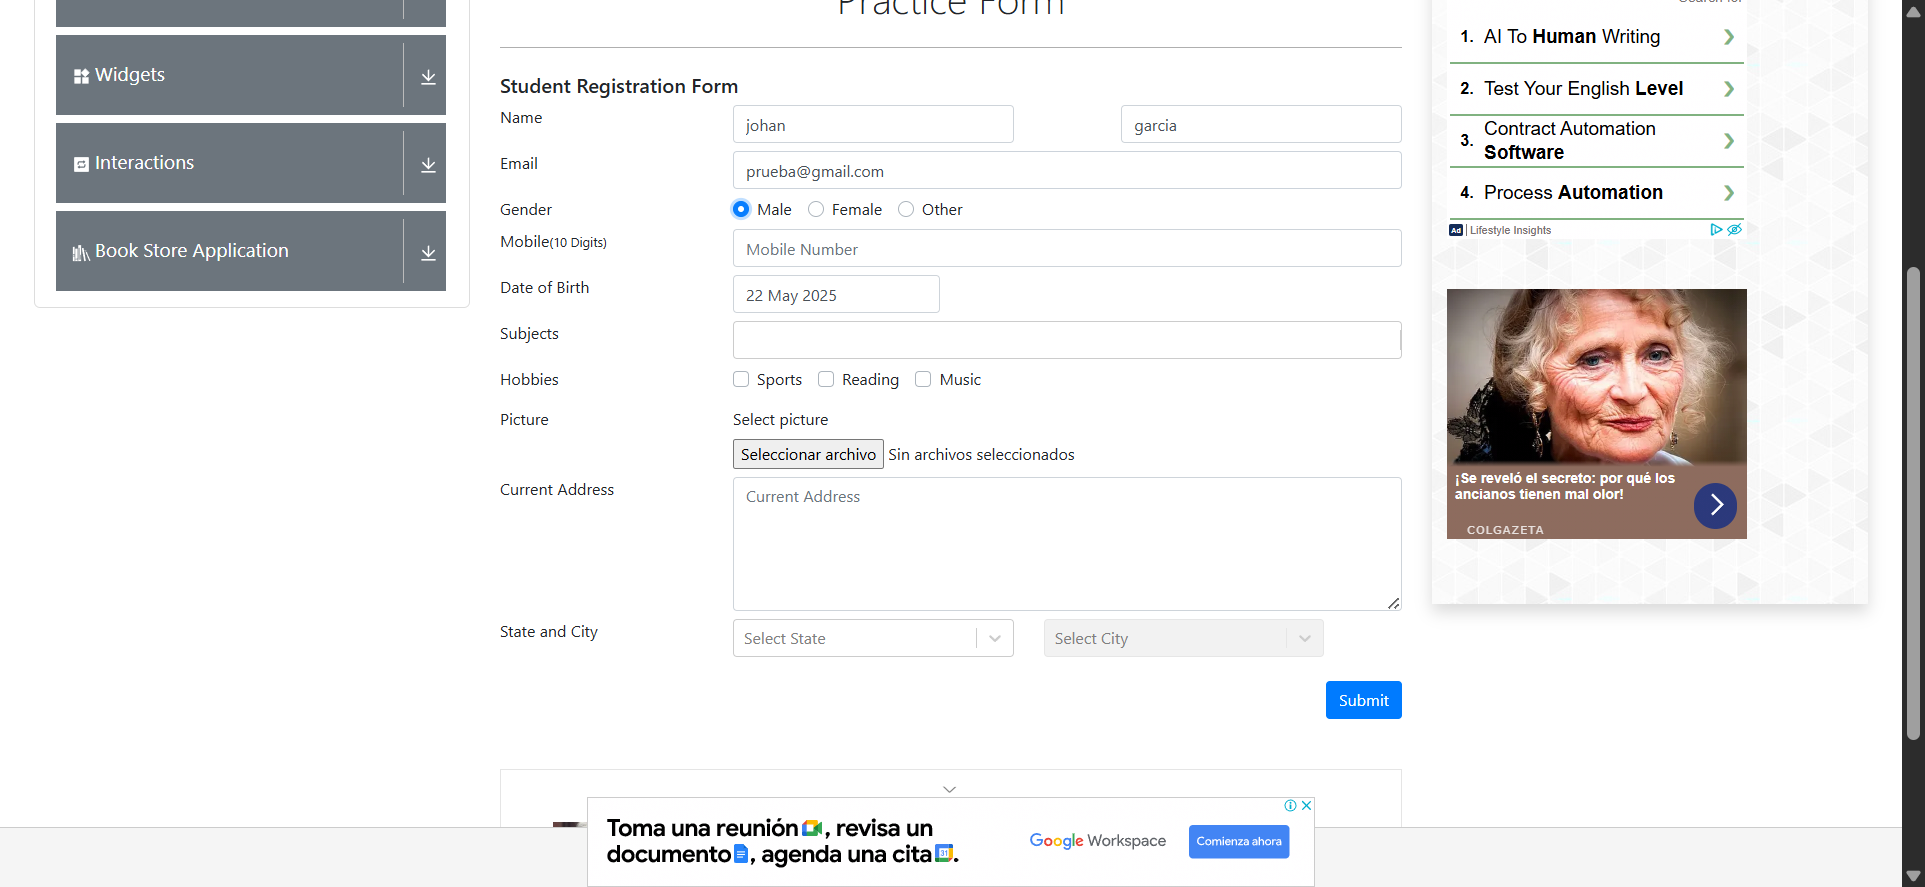 Practice Form
Widgets
Interactions
Book Store Application
Student Registration Form
Name
johan
garcia
Email
prueba@gmail.com
Gender
Male
Female
Other
Mobile(10 Digits)
Mobile Number
Date of Birth
22 May 2025
Subjects
Hobbies
Sports
Reading
Music
Picture
Select picture
Seleccionar archivo
Sin archivos seleccionados
Current Address
Current Address
State and City
Select State
Select City
Submit
Search for
1. AI To Human Writing
2. Test Your English Level
3. Contract Automation
Software
4. Process Automation
Ad
Lifestyle Insights
¡Se reveló el secreto: por qué los
ancianos tienen mal olor!
COLGAZETA
Toma una reunión, revisa un
documento, agenda una cita 31.
Google Workspace
Comienza ahora